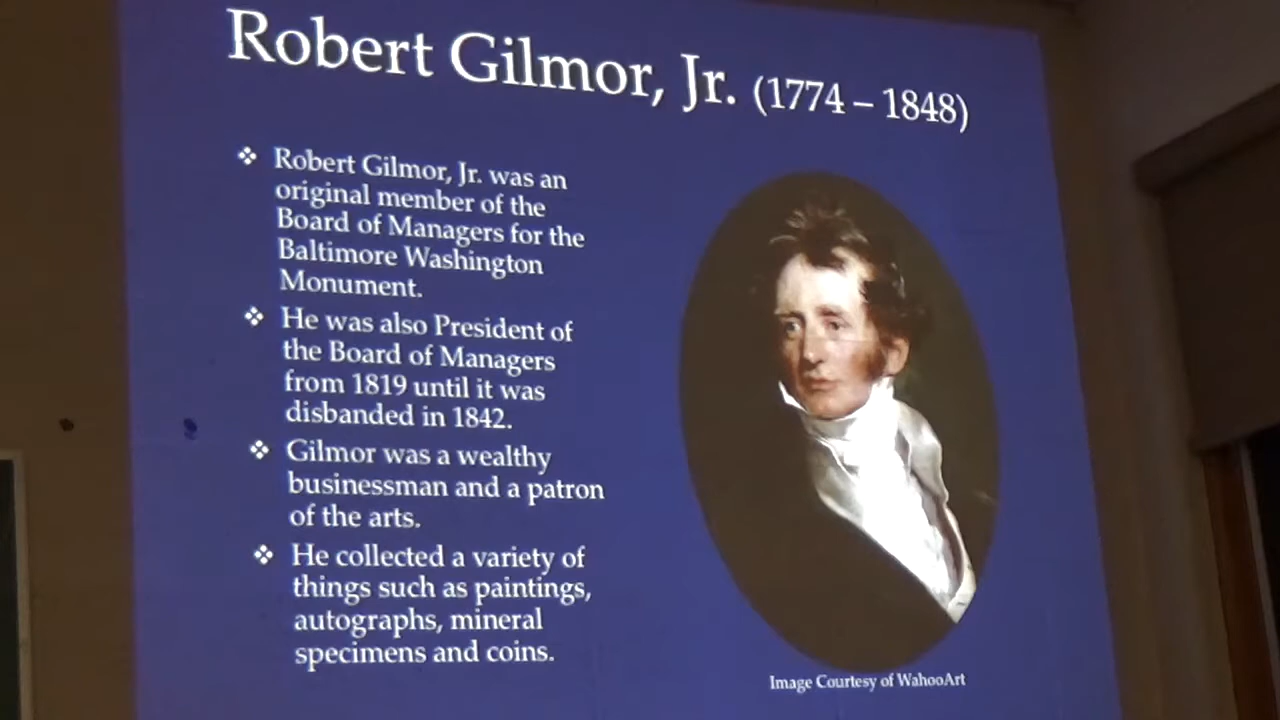 Robert Gilmor, Jr. (1774 – 1848)
❖ Robert Gilmor, Jr. was an
original member of the
Board of Managers for the
Baltimore Washington
Monument.
❖ He was also President of
the Board of Managers
from 1819 until it was
disbanded in 1842.
❖ Gilmor was a wealthy
businessman and a patron
of the arts.
❖ He collected a variety of
things such as paintings,
autographs, mineral
specimens and coins.
Image Courtesy of WahooArt